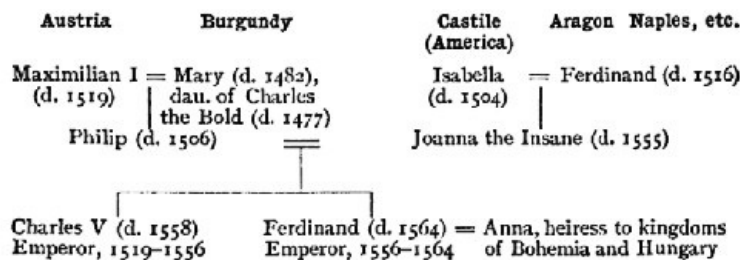 Austria Burgundy Castile Aragon Naples, etc.
(America)
Maximilian I = Mary (d. 1482), Isabella = Ferdinand (d. 1516)
(d. 1519) dau. of Charles (d. 1504)
the Bold (d. 1477)
Philip (d. 1506) Joanna the Insane (d. 1555)
Charles V (d. 1558) Ferdinand (d. 1564) = Anna, heiress to kingdoms
Emperor, 1519–1556 Emperor, 1556–1564 of Bohemia and Hungary